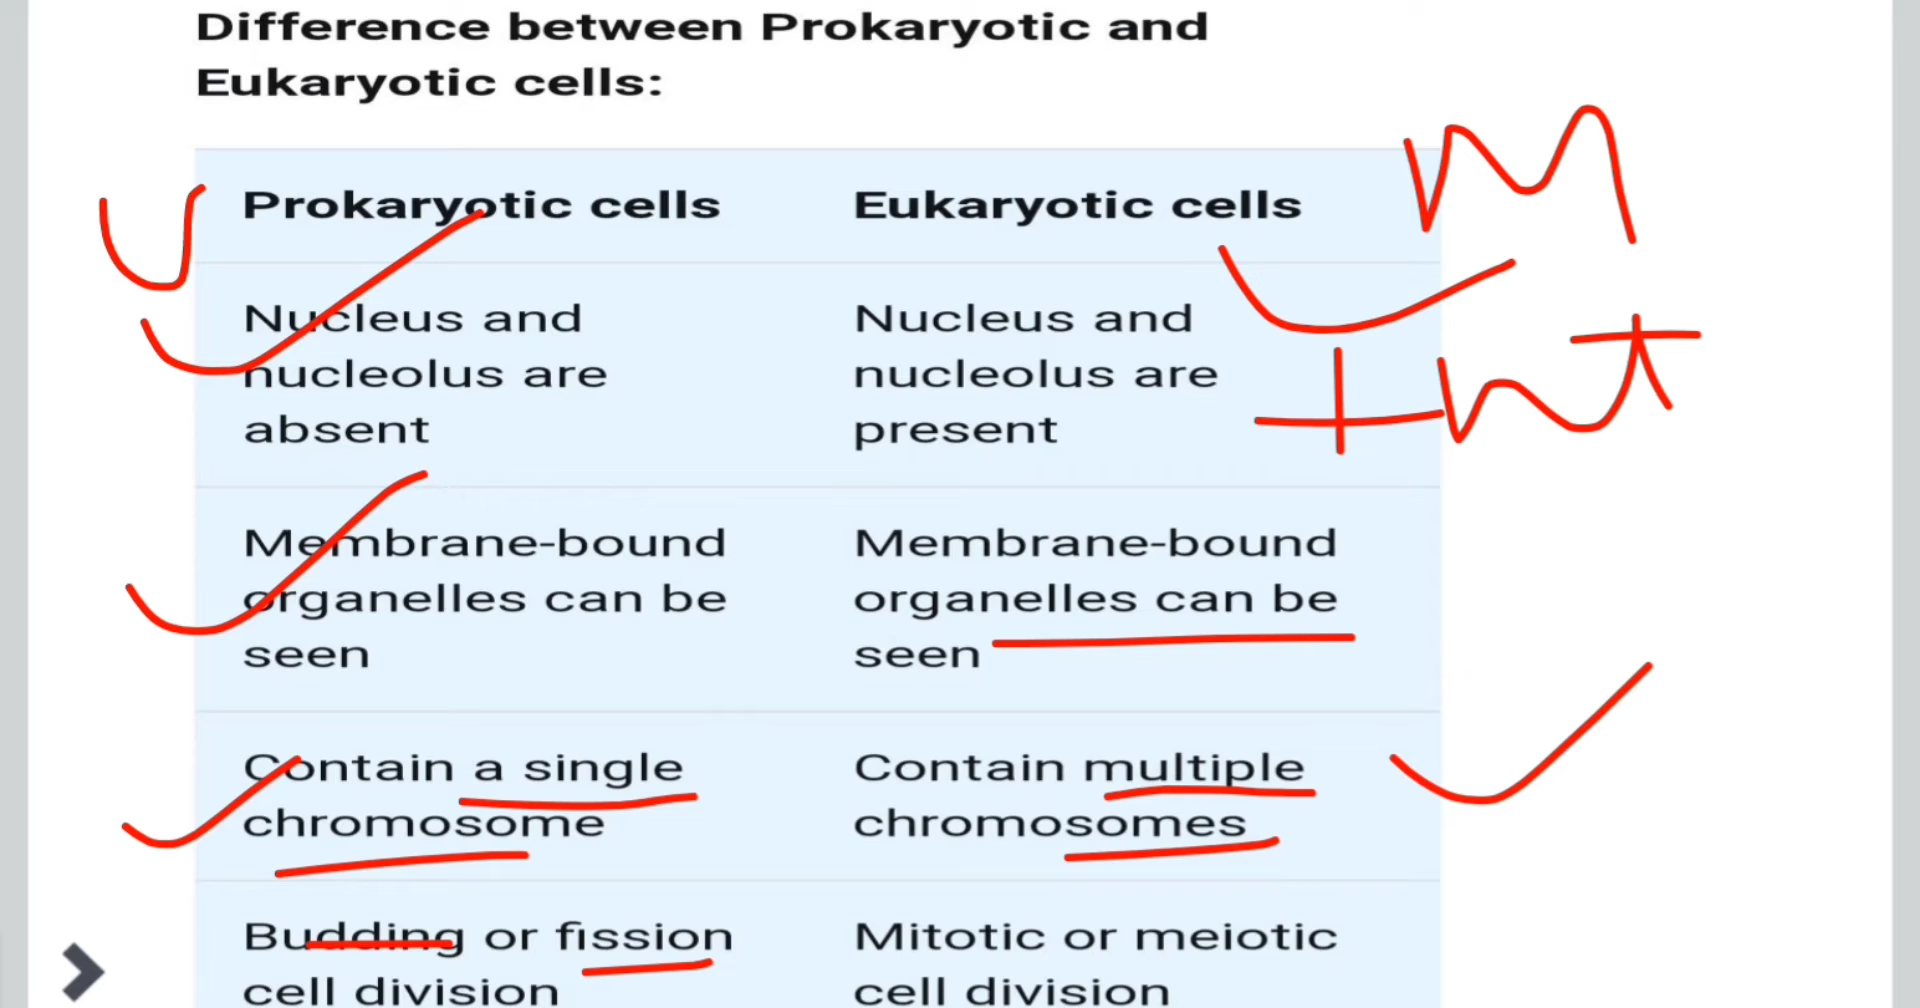 Difference between Prokaryotic and
Eukaryotic cells:
Prokaryotic cells
Eukaryotic cells
Nucleus and
nucleolus are
absent
Nucleus and
nucleolus are
present
Membrane-bound
organelles can be
seen
Membrane-bound
organelles can be
seen
Contain a single
chromosome
Contain multiple
chromosomes
Budding or fission
cell division
Mitotic or meiotic
cell division